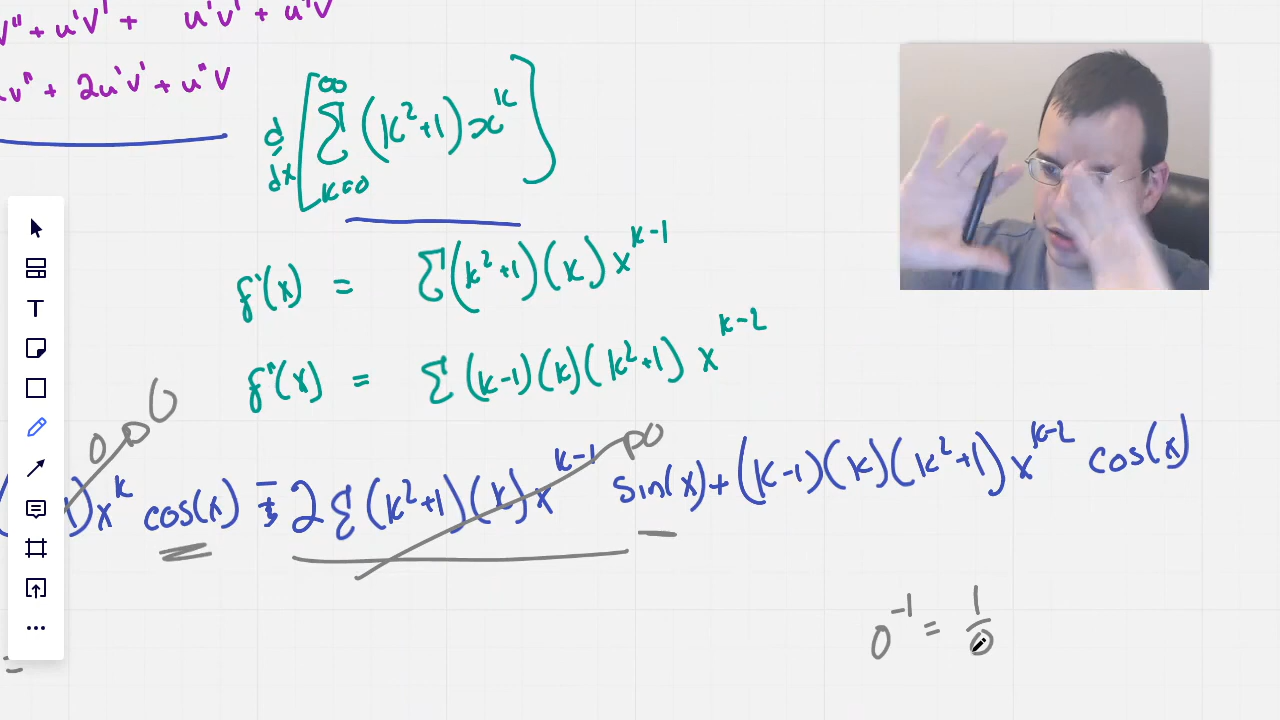 v" + u'v' + u'v' + u"v
v" + 2u'v' + u"v
d/dx [ ∞ Σ k=0 (k²+1) x^k ]
f'(x) = Σ(k²+1)(k) x^{k-1}
f"(x) = Σ (k-1)(k)(k²+1) x^{k-2}
0 0
)x^k cos(x) - 2 Σ (k²+1)(k) x^{k-1} 0 sin(x) + (k-1)(k)(k²+1) x^{k-2} cos(x)
0^{-1} = 1/0
=
T